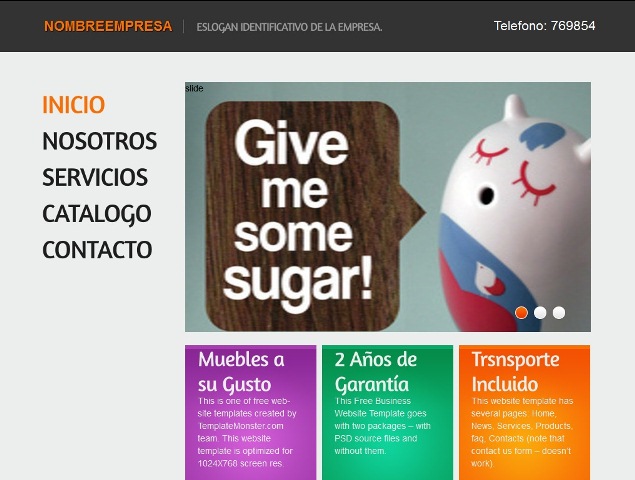 NOMBREEMPRESA
ESLOGAN IDENTIFICATIVO DE LA EMPRESA.
Telefono: 769854
INICIO
NOSOTROS
SERVICIOS
CATALOGO
CONTACTO
slide
Give
me
some
sugar!
Muebles a
su Gusto
This is one of free web-
site templates created by
TemplateMonster.com
team. This website
template is optimized for
1024X768 screen res.
2 Años de
Garantía
This Free Business
Website Template goes
with two packages – with
PSD source files and
without them.
Trsnsporte
Incluido
This website template has
several pages: Home,
News, Services, Products,
faq, Contacts (note that
contact us form – doesn't
work).